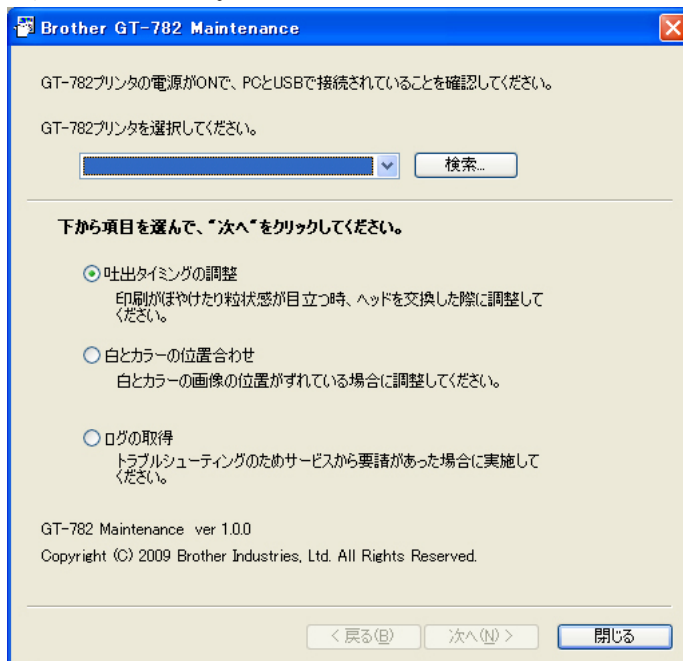 Brother GT-782 Maintenance
GT-782プリンタの電源がONで、PCとUSBで接続されていることを確認してください。
GT-782プリンタを選択してください。
検索...
下から項目を選んで、"次へ"をクリックしてください。
吐出タイミングの調整
印刷がぼやけたり粒状感が目立つ時、ヘッドを交換した際に調整して
ください。
白とカラーの位置合わせ
白とカラーの画像の位置がずれている場合に調整してください。
ログの取得
トラブルシューティングのためサービスから要請があった場合に実施して
ください。
GT-782 Maintenance ver 1.0.0
Copyright (C) 2009 Brother Industries, Ltd. All Rights Reserved.
< 戻る(B) 次へ(N) > 閉じる